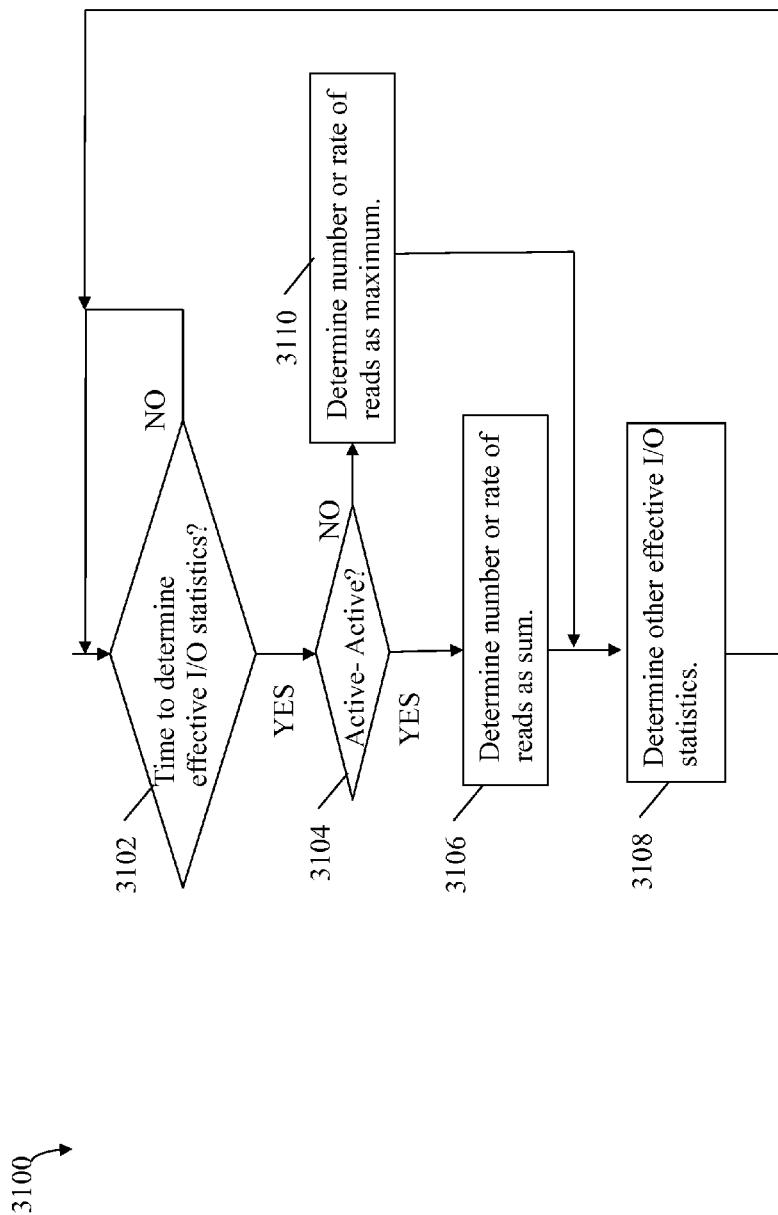 3100
3102
Time to determine
effective I/O statistics?
NO
YES
3104
Active- Active?
NO
YES
3110
Determine number or rate of
reads as maximum.
3106
Determine number or rate of
reads as sum.
3108
Determine other effective I/O
statistics.